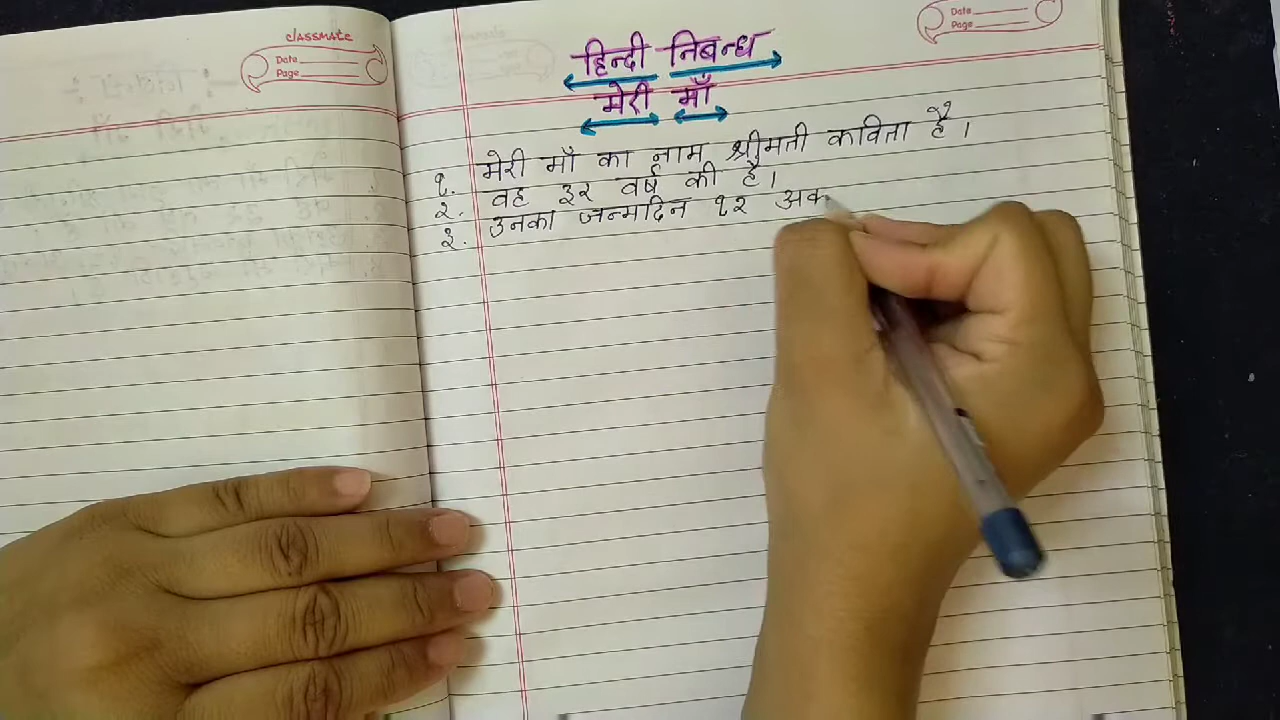 classmate
Date
Page
Date
Page
हिन्दी निबन्ध
मेरी माँ
१. मेरी माँ का नाम श्रीमती कविता है।
२. वह ३२ वर्ष की है।
३. उनका जन्मदिन १२ अक